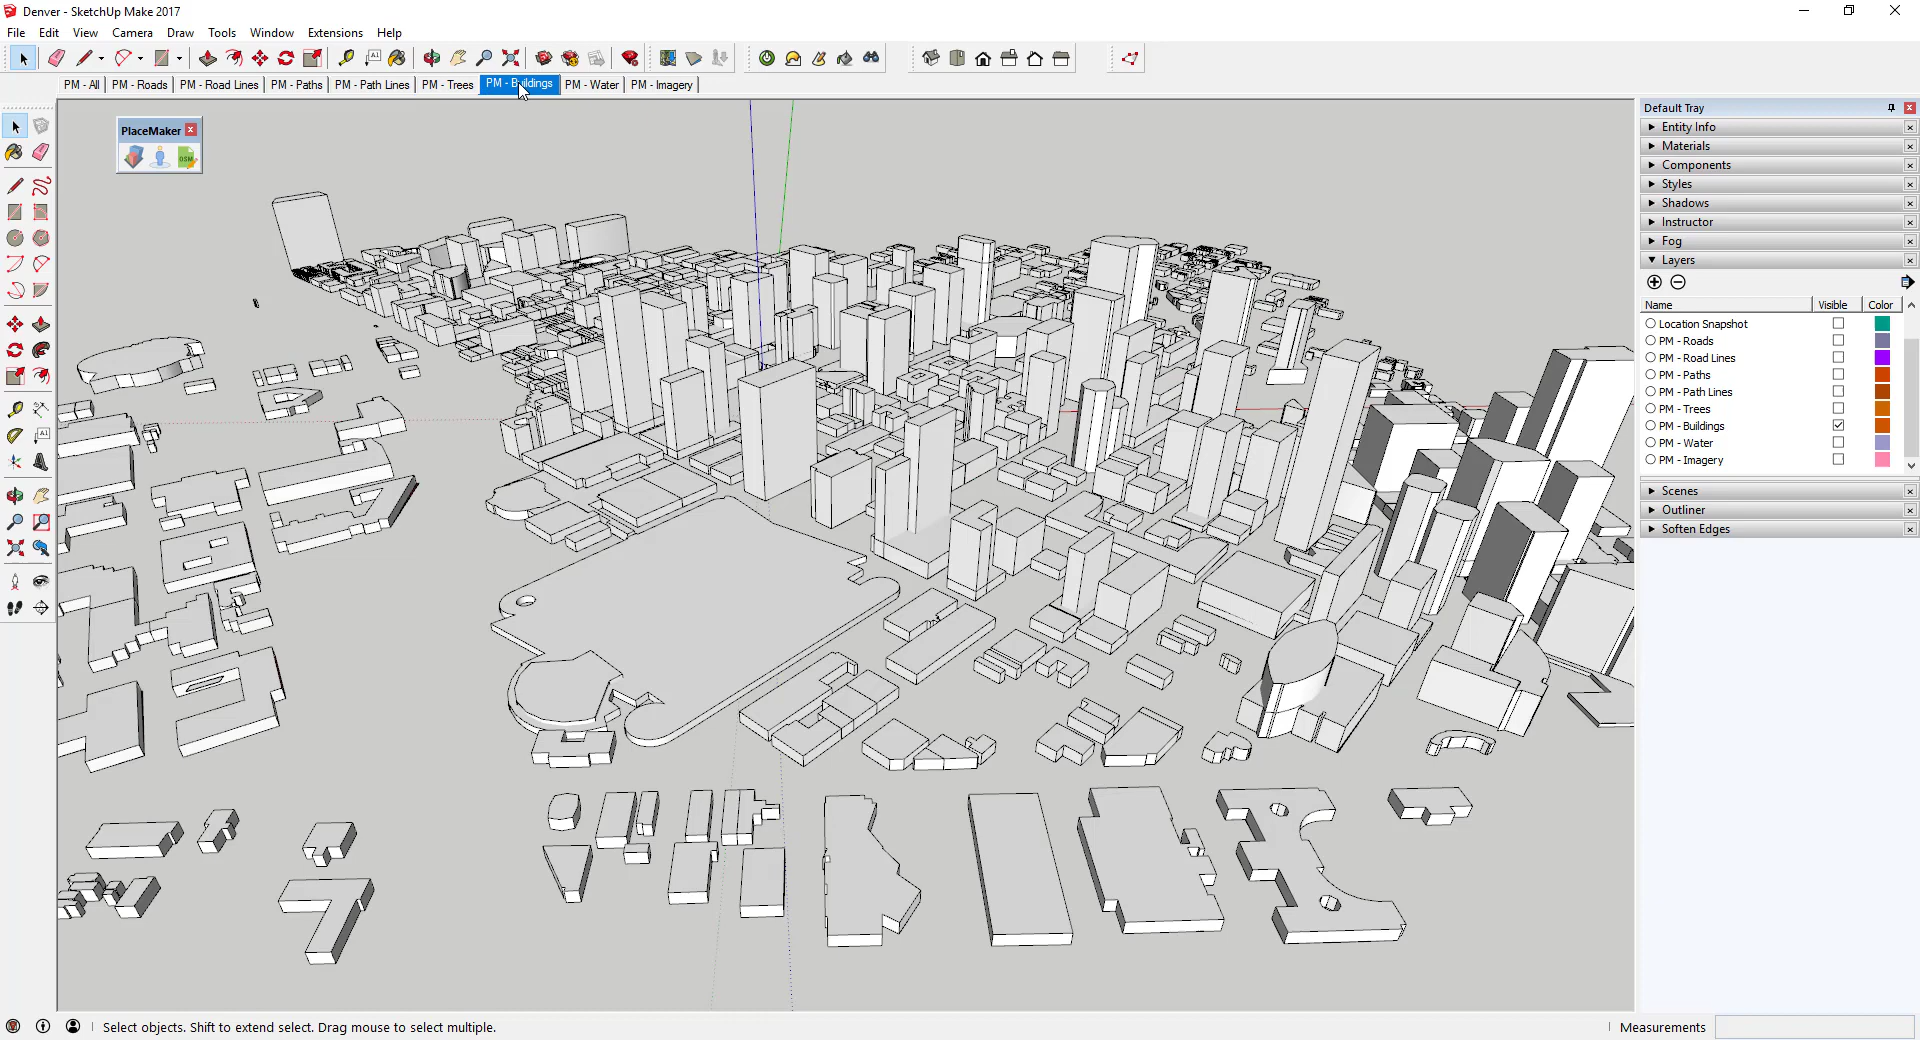 Denver - SketchUp Make 2017
File Edit View Camera Draw Tools Window Extensions Help
PM - All PM - Roads PM - Road Lines PM - Paths PM - Path Lines PM - Trees PM - Buildings PM - Water PM - Imagery
PlaceMaker
OSM
Default Tray
Entity Info
Materials
Components
Styles
Shadows
Instructor
Fog
Layers
Name Visible Color
Location Snapshot
PM - Roads
PM - Road Lines
PM - Paths
PM - Path Lines
PM - Trees
PM - Buildings
PM - Water
PM - Imagery
Scenes
Outliner
Soften Edges
Select objects. Shift to extend select. Drag mouse to select multiple.
Measurements